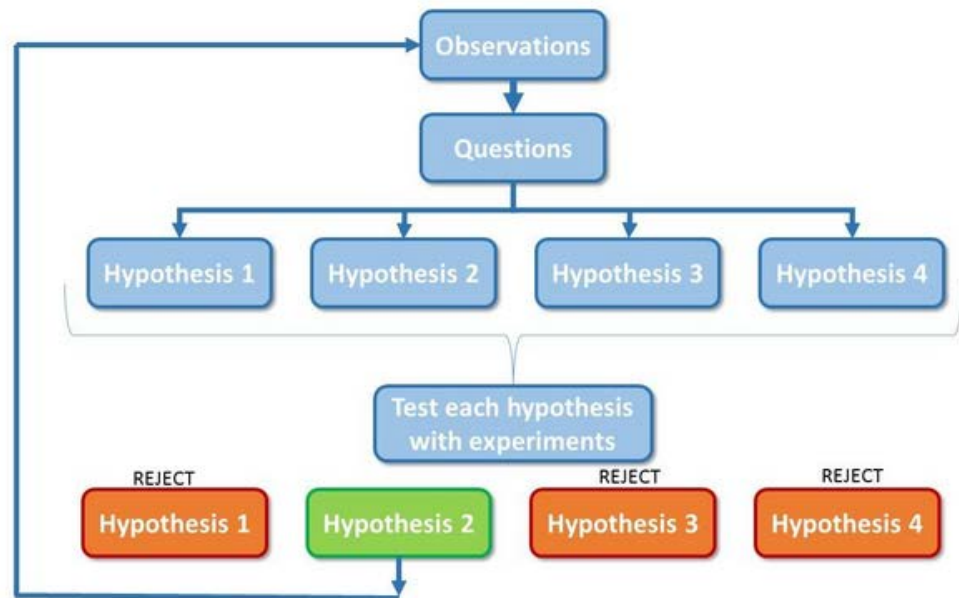 Observations
Questions
Hypothesis 1
Hypothesis 2
Hypothesis 3
Hypothesis 4
Test each hypothesis
with experiments
REJECT
Hypothesis 1
Hypothesis 2
REJECT
Hypothesis 3
REJECT
Hypothesis 4